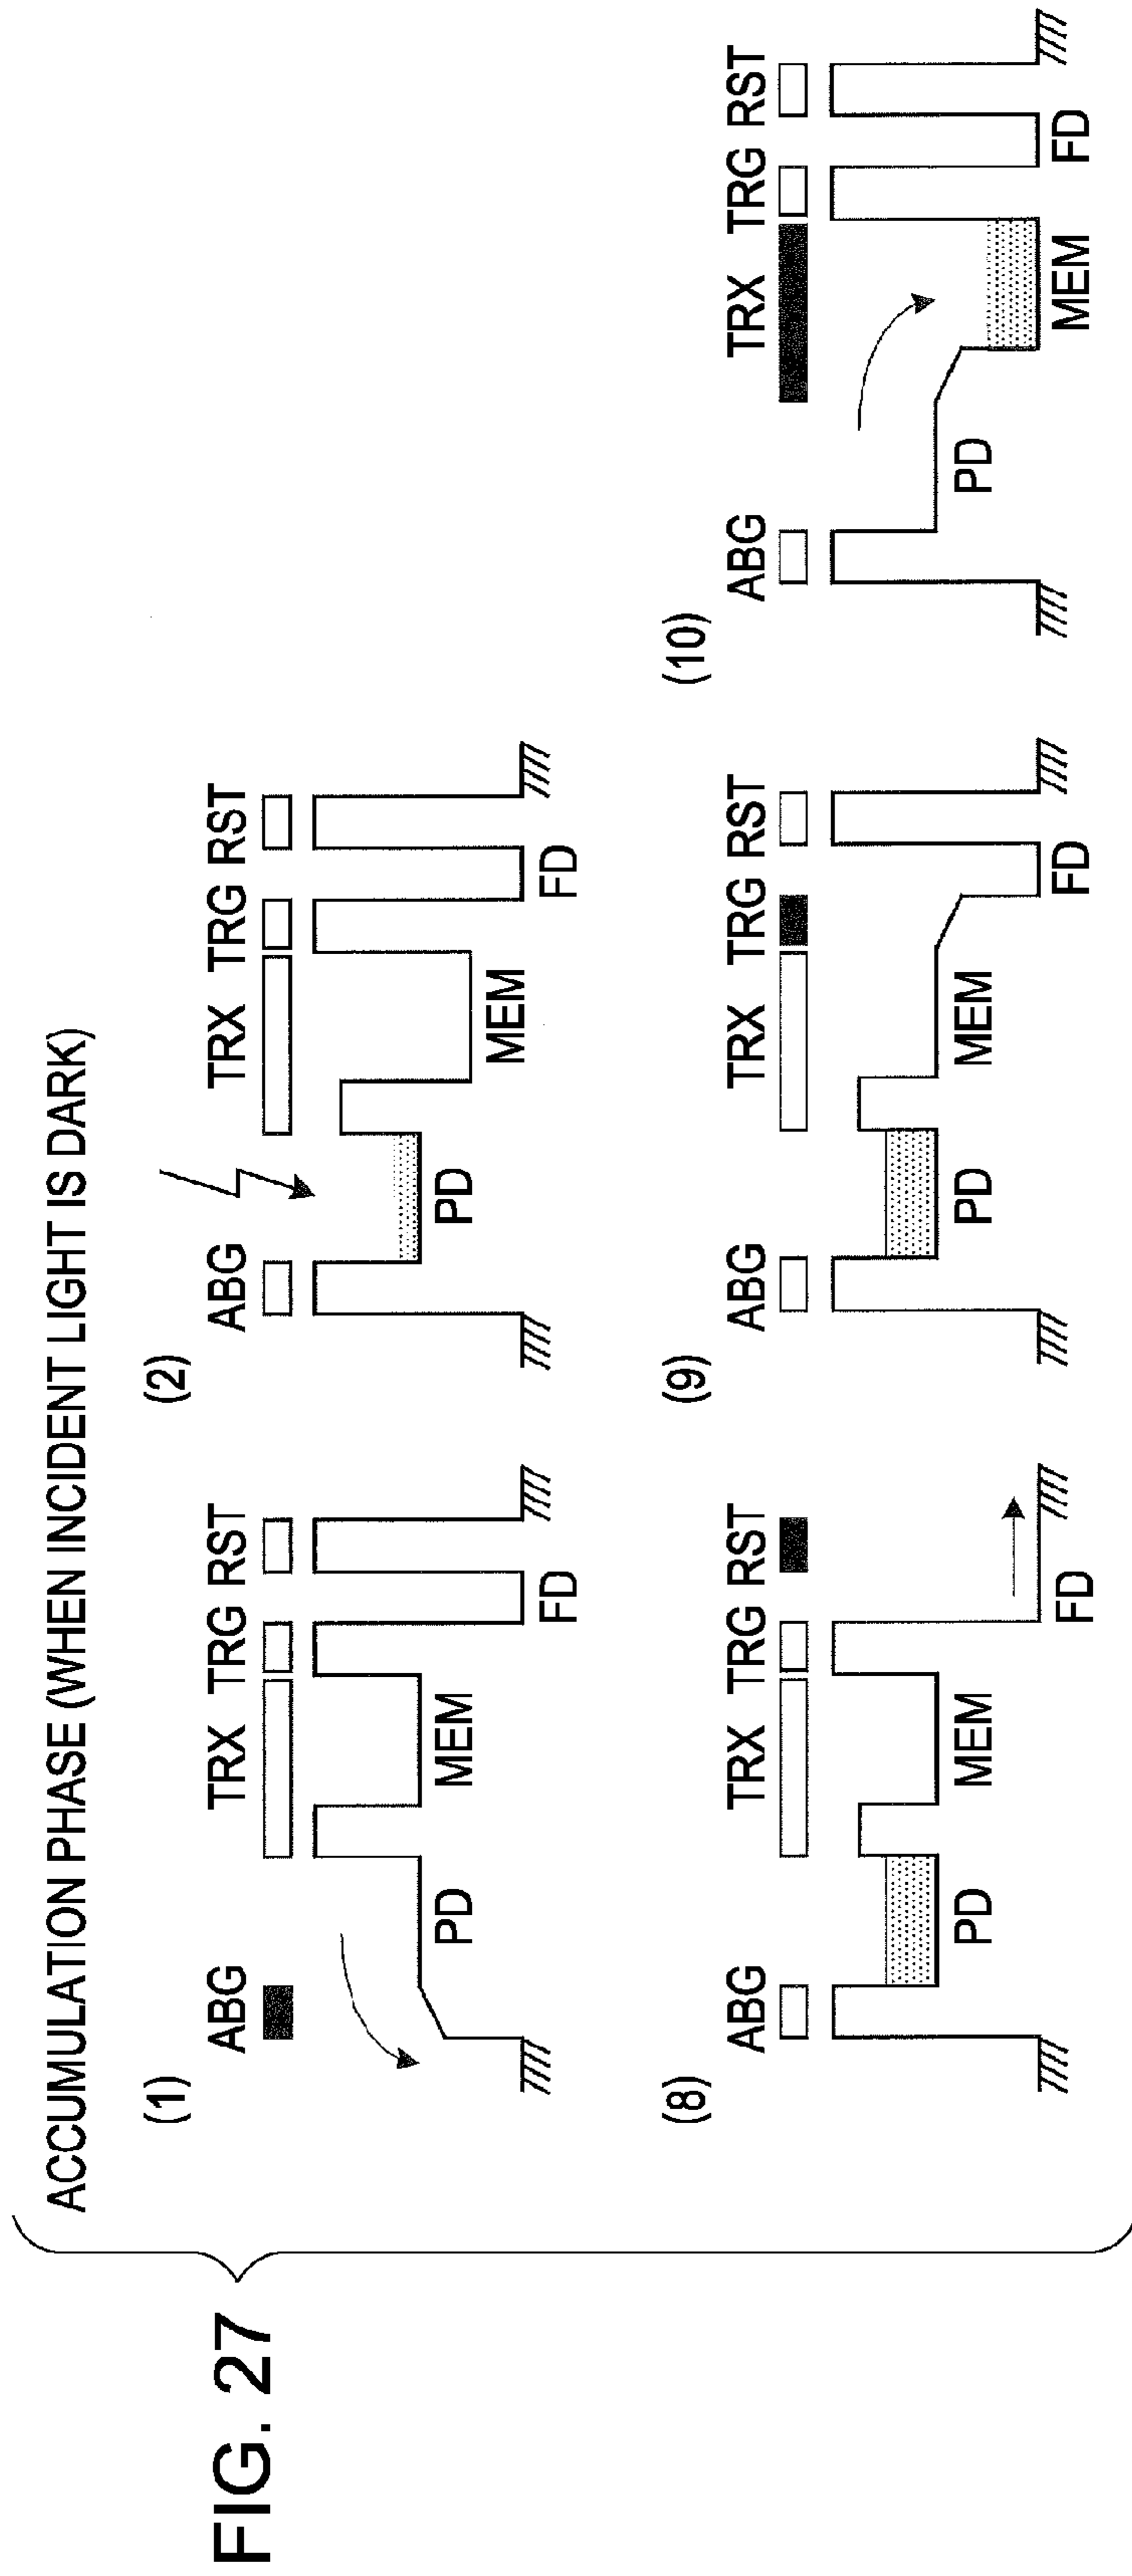 FIG. 27
ACCUMULATION PHASE (WHEN INCIDENT LIGHT IS DARK)
(1)
ABG TRX TRG RST
PD MEM FD
(2)
ABG TRX TRG RST
PD MEM FD
(8)
ABG TRX TRG RST
PD MEM FD
(9)
ABG TRX TRG RST
PD MEM FD
(10)
ABG TRX TRG RST
PD MEM FD